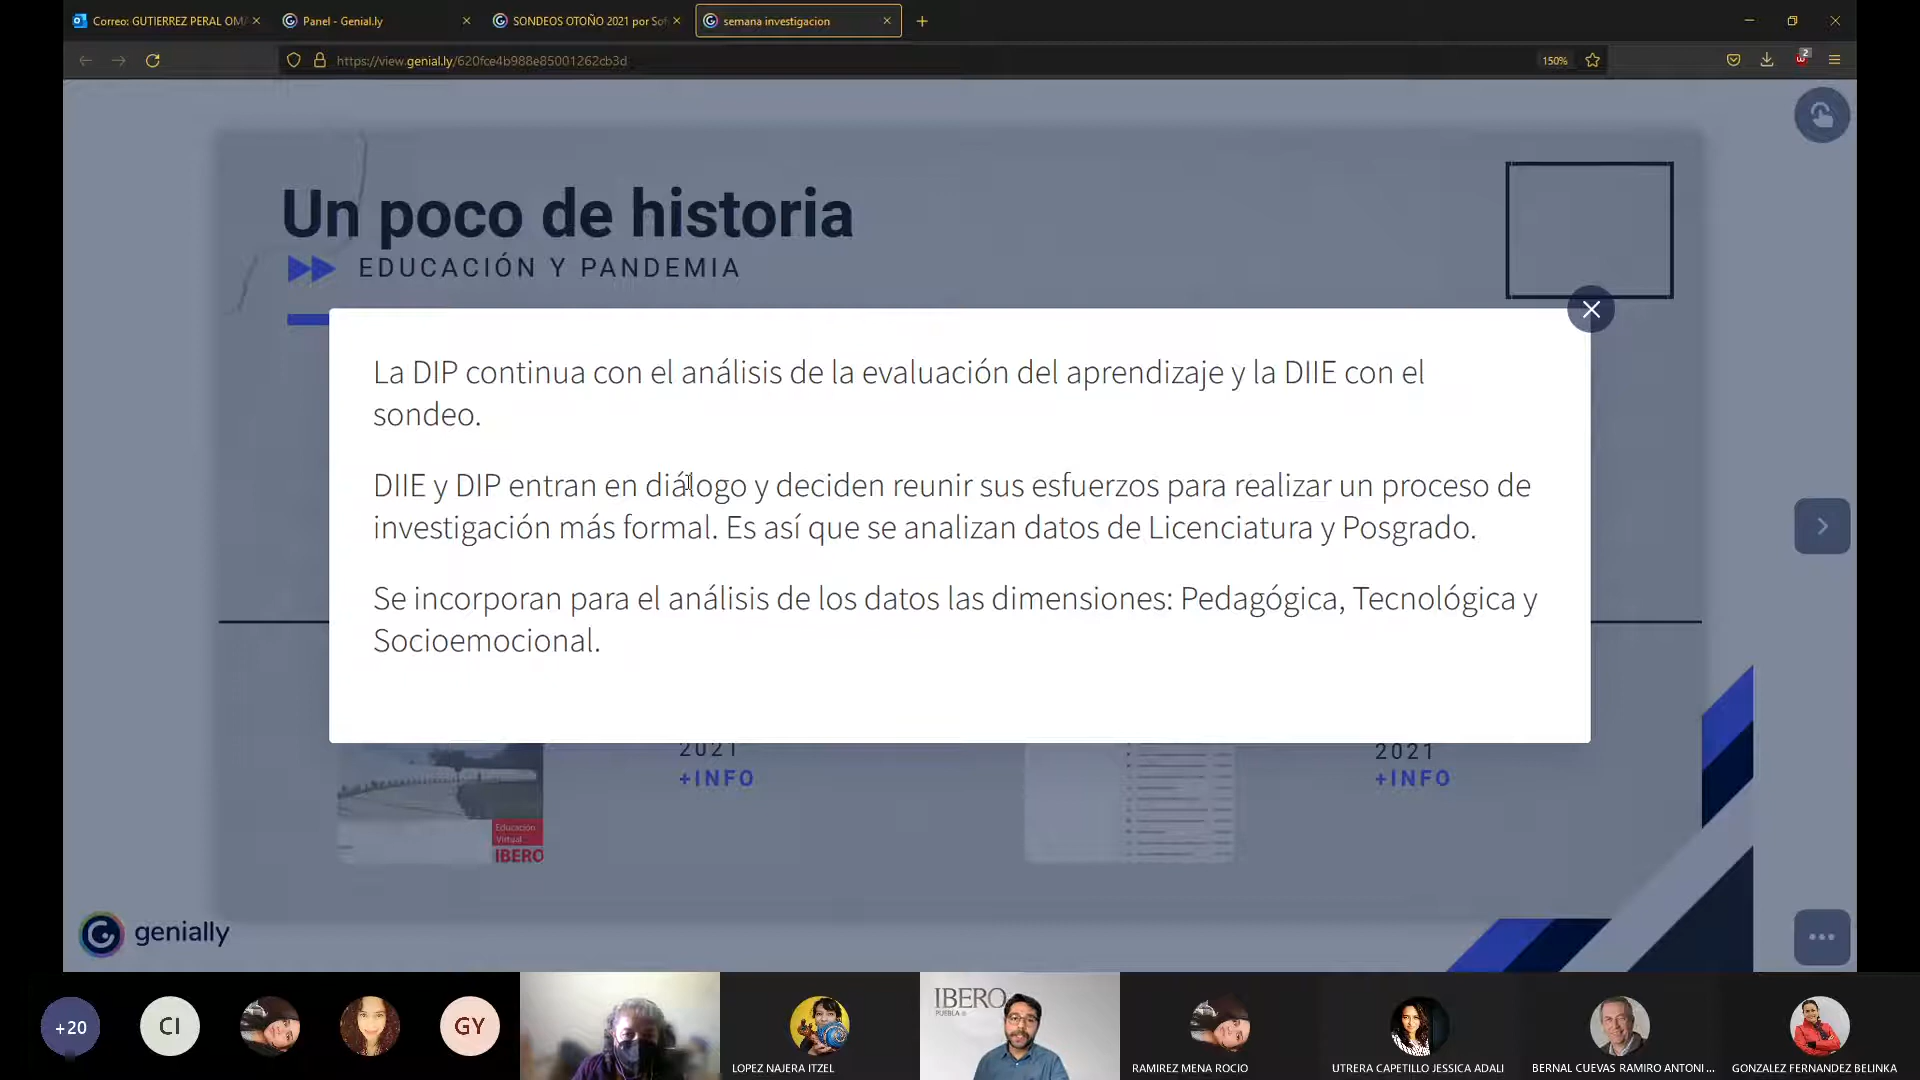 Correo: GUTIERREZ PERAL OMA
Panel - Genial.ly
SONDEOS OTOÑO 2021 por Sof
semana investigacion
https://view.genial.ly/620fce4b988e85001262cb3d
150%
2
Un poco de historia
EDUCACIÓN Y PANDEMIA
La DIP continua con el análisis de la evaluación del aprendizaje y la DIIE con el
sondeo.
DIIE y DIP entran en diálogo y deciden reunir sus esfuerzos para realizar un proceso de
investigación más formal. Es así que se analizan datos de Licenciatura y Posgrado.
Se incorporan para el análisis de los datos las dimensiones: Pedagógica, Tecnológica y
Socioemocional.
2021
+INFO
2021
+INFO
Educación
Virtual
IBERO
genially
+20
CI
GY
LOPEZ NAJERA ITZEL
IBERO
PUEBLA
RAMIREZ MENA ROCIO
UTRERA CAPETILLO JESSICA ADALI
BERNAL CUEVAS RAMIRO ANTONI ...
GONZALEZ FERNANDEZ BELINKA